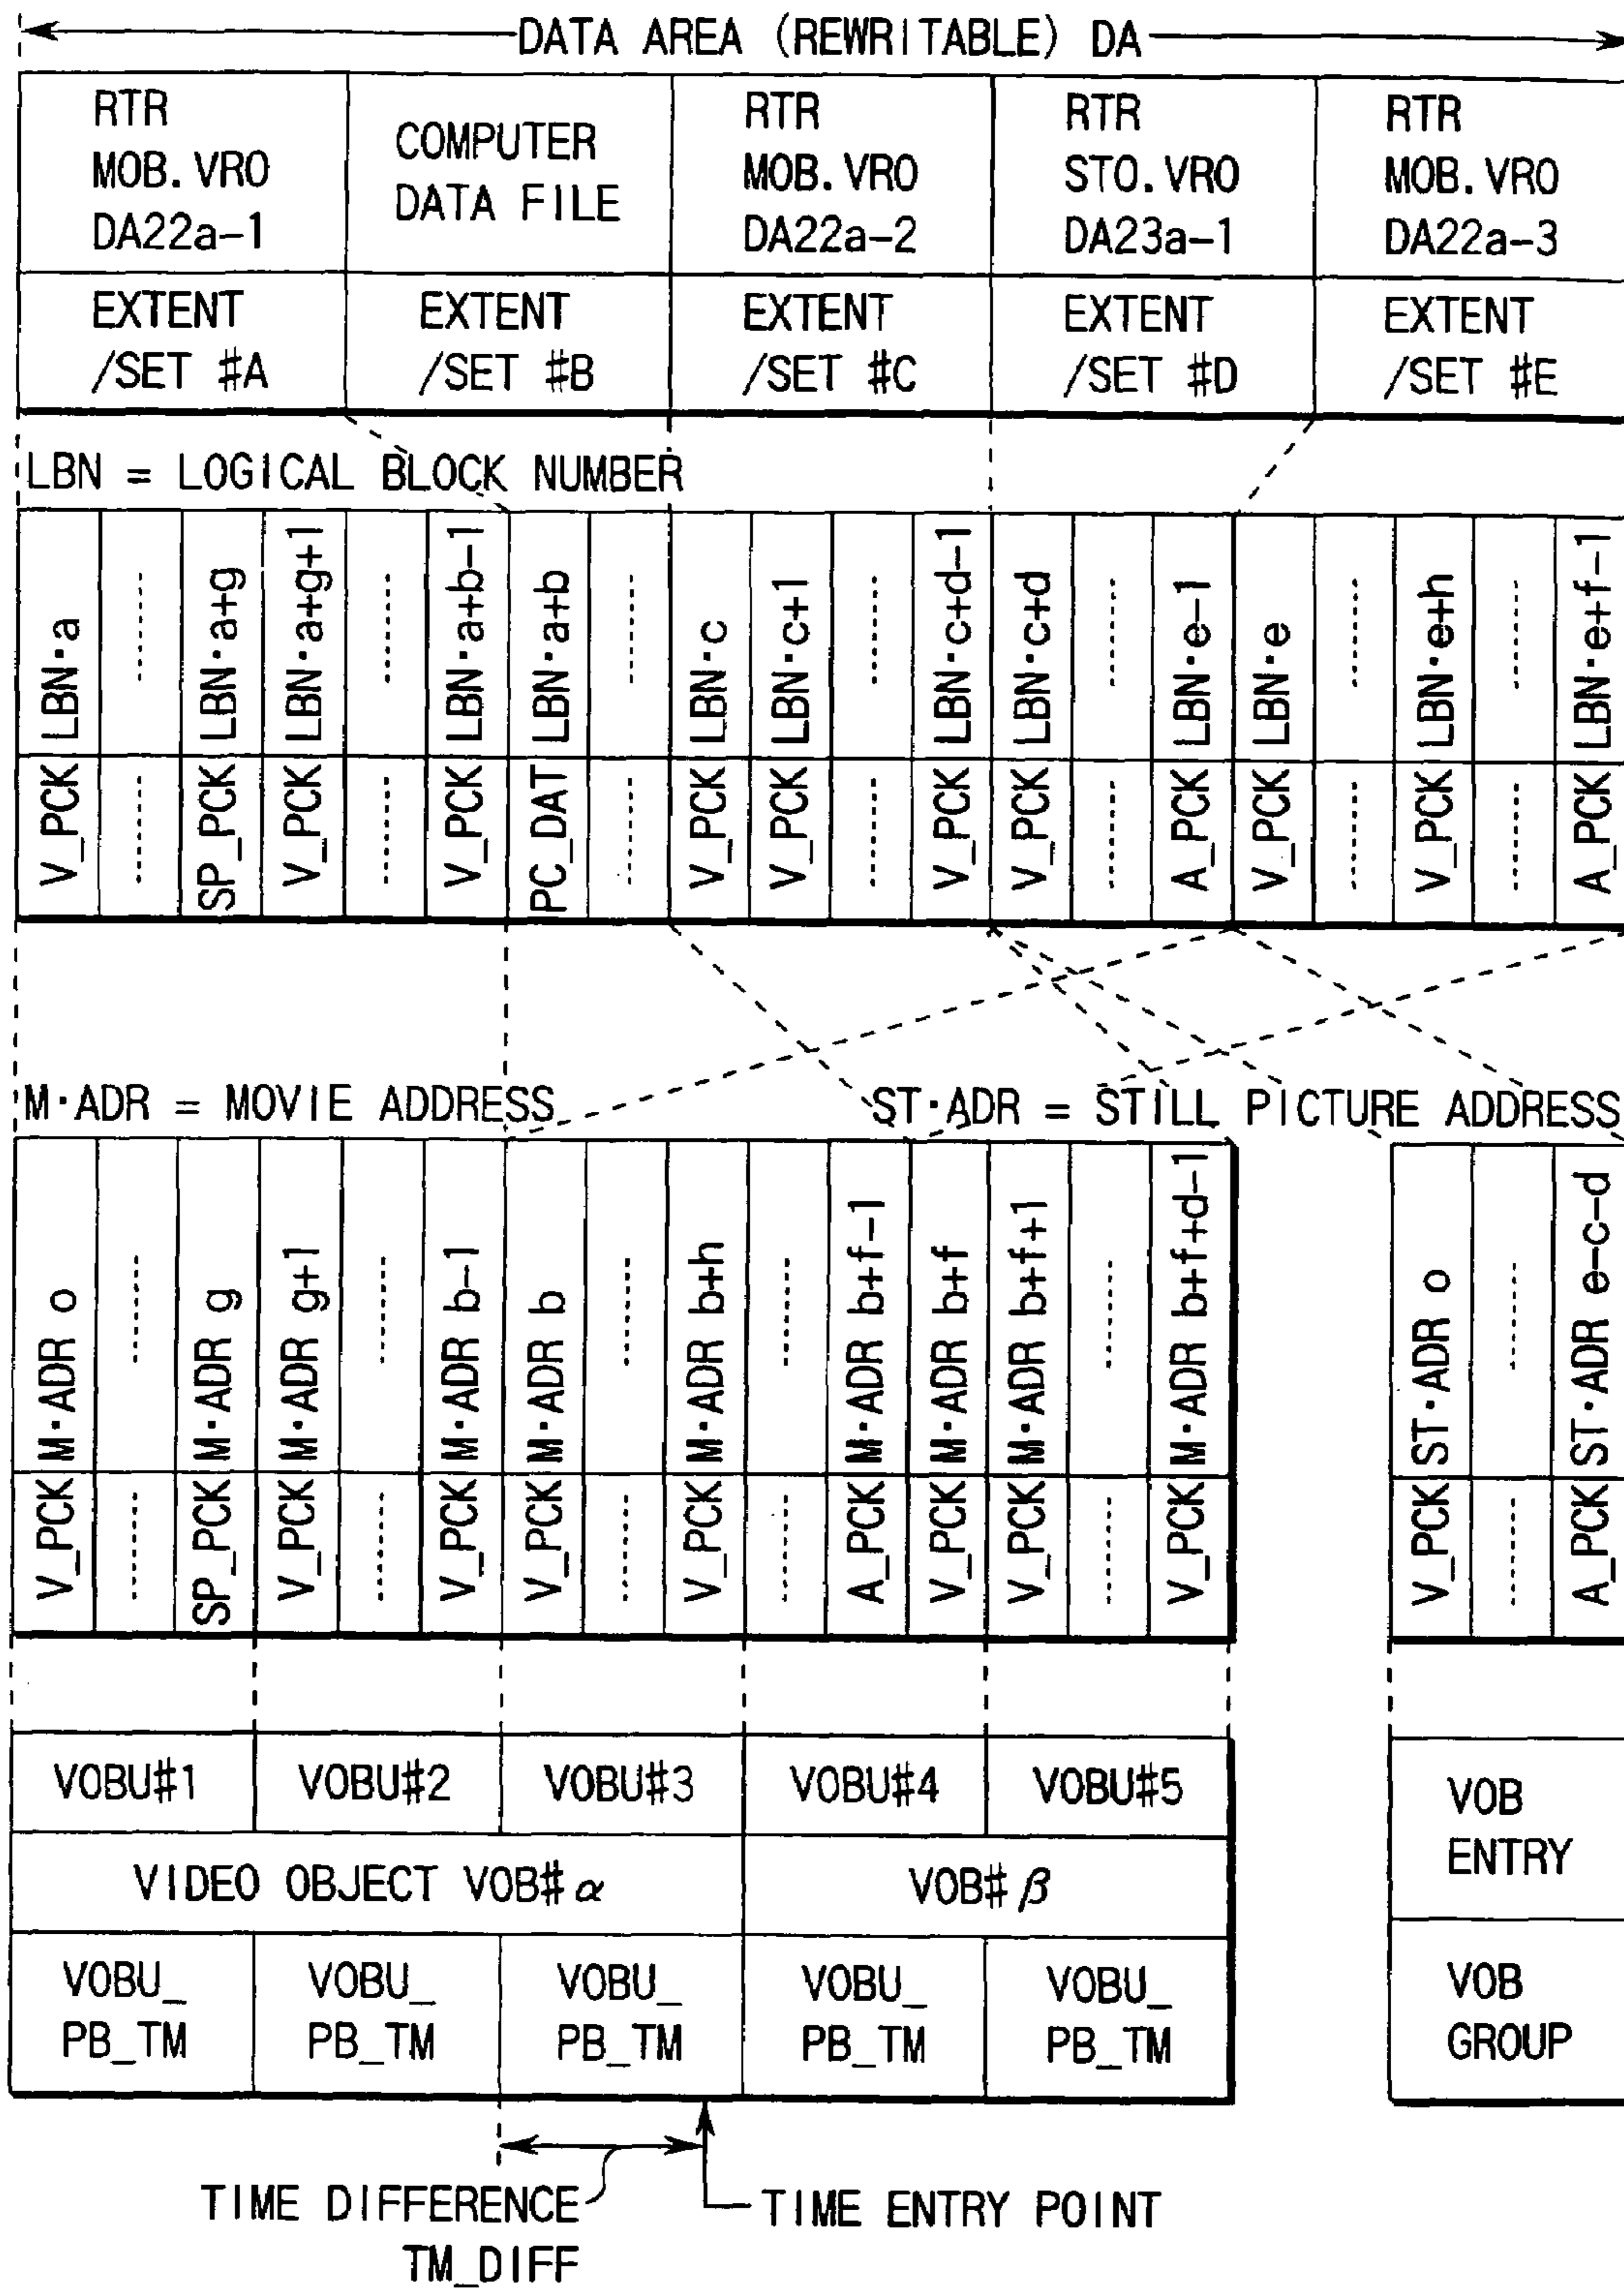 DATA AREA (REWRITABLE) DA
RTR
MOB.VRO
DA22a-1
COMPUTER
DATA FILE
RTR
MOB.VRO
DA22a-2
RTR
STO.VRO
DA23a-1
RTR
MOB.VRO
DA22a-3
EXTENT
/SET #A
EXTENT
/SET #B
EXTENT
/SET #C
EXTENT
/SET #D
EXTENT
/SET #E
LBN = LOGICAL BLOCK NUMBER
V_PCK LBN·a
SP_PCK LBN·a+g
V_PCK LBN·a+g+1
V_PCK LBN·a+b-1
PC_DAT LBN·a+b
V_PCK LBN·c
V_PCK LBN·c+1
V_PCK LBN·c+d-1
V_PCK LBN·c+d
A_PCK LBN·e-1
V_PCK LBN·e
V_PCK LBN·e+h
A_PCK LBN·e+f-1
M·ADR = MOVIE ADDRESS
ST·ADR = STILL PICTURE ADDRESS
V_PCK M·ADR o
SP_PCK M·ADR g
V_PCK M·ADR g+1
V_PCK M·ADR b-1
V_PCK M·ADR b
V_PCK M·ADR b+h
A_PCK M·ADR b+f-1
V_PCK M·ADR b+f
V_PCK M·ADR b+f+1
V_PCK M·ADR b+f+d-1
V_PCK ST·ADR o
A_PCK ST·ADR e-c-d
VOBU#1
VOBU#2
VOBU#3
VOBU#4
VOBU#5
VOB
ENTRY
VIDEO OBJECT VOB#α
VOB#β
VOBU_
PB_TM
VOBU_
PB_TM
VOBU_
PB_TM
VOBU_
PB_TM
VOBU_
PB_TM
VOB
GROUP
TIME DIFFERENCE
TM_DIFF
TIME ENTRY POINT